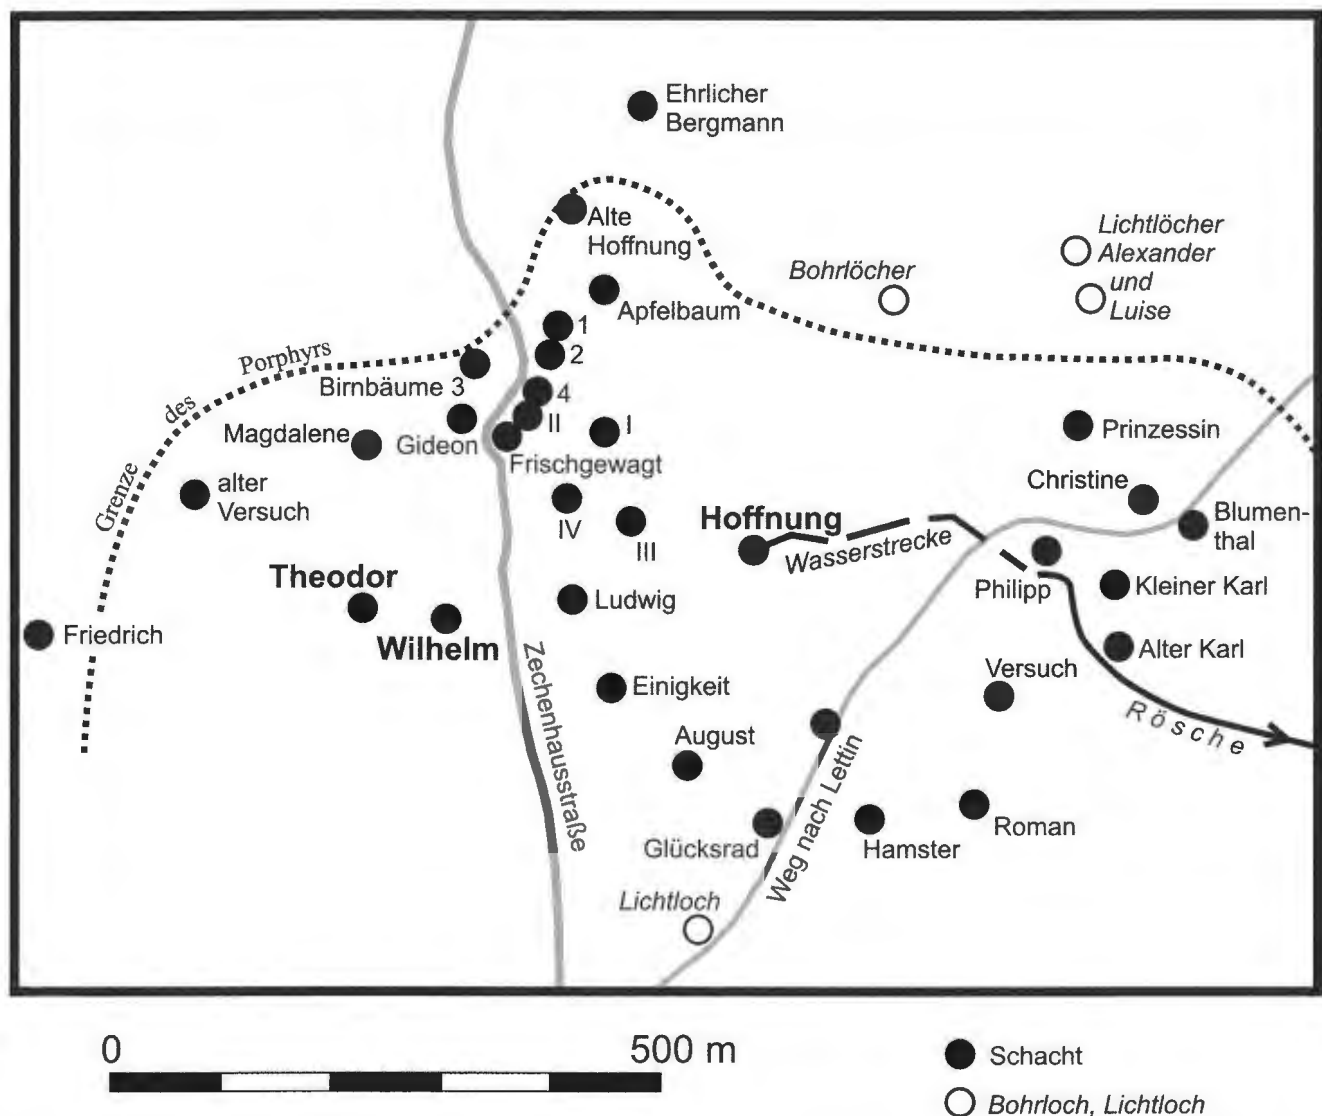 Ehrlicher
Bergmann
Alte
Hoffnung
Lichtlöcher
Alexander
und
Luise
Bohrlöcher
Apfelbaum
1
2
Grenze des Porphyrs
Birnbäume 3
4
II
I
Magdalene
Gideon
Frischgewagt
Prinzessin
alter
Versuch
Christine
IV
III
Hoffnung
Wasserstrecke
Blumen-
thal
Theodor
Philipp
Kleiner Karl
Ludwig
Friedrich
Wilhelm
Alter Karl
Zechenhausstraße
Einigkeit
Versuch
Rösche
August
Weg nach Lettin
Glücksrad
Hamster
Roman
Lichtloch
0 500 m
Schacht
Bohrloch, Lichtloch